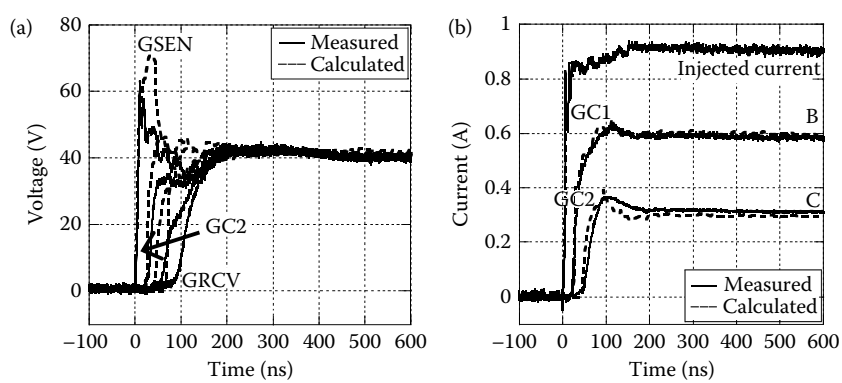 (a)
80
60
40
20
0
Voltage (V)
GSEN
Measured
Calculated
GC2
GRCV
−100 0 100 200 300 400 500 600
Time (ns)
(b)
1
0.8
0.6
0.4
0.2
0
Current (A)
Injected current
GC1
B
GC2
C
Measured
Calculated
−100 0 100 200 300 400 500 600
Time (ns)